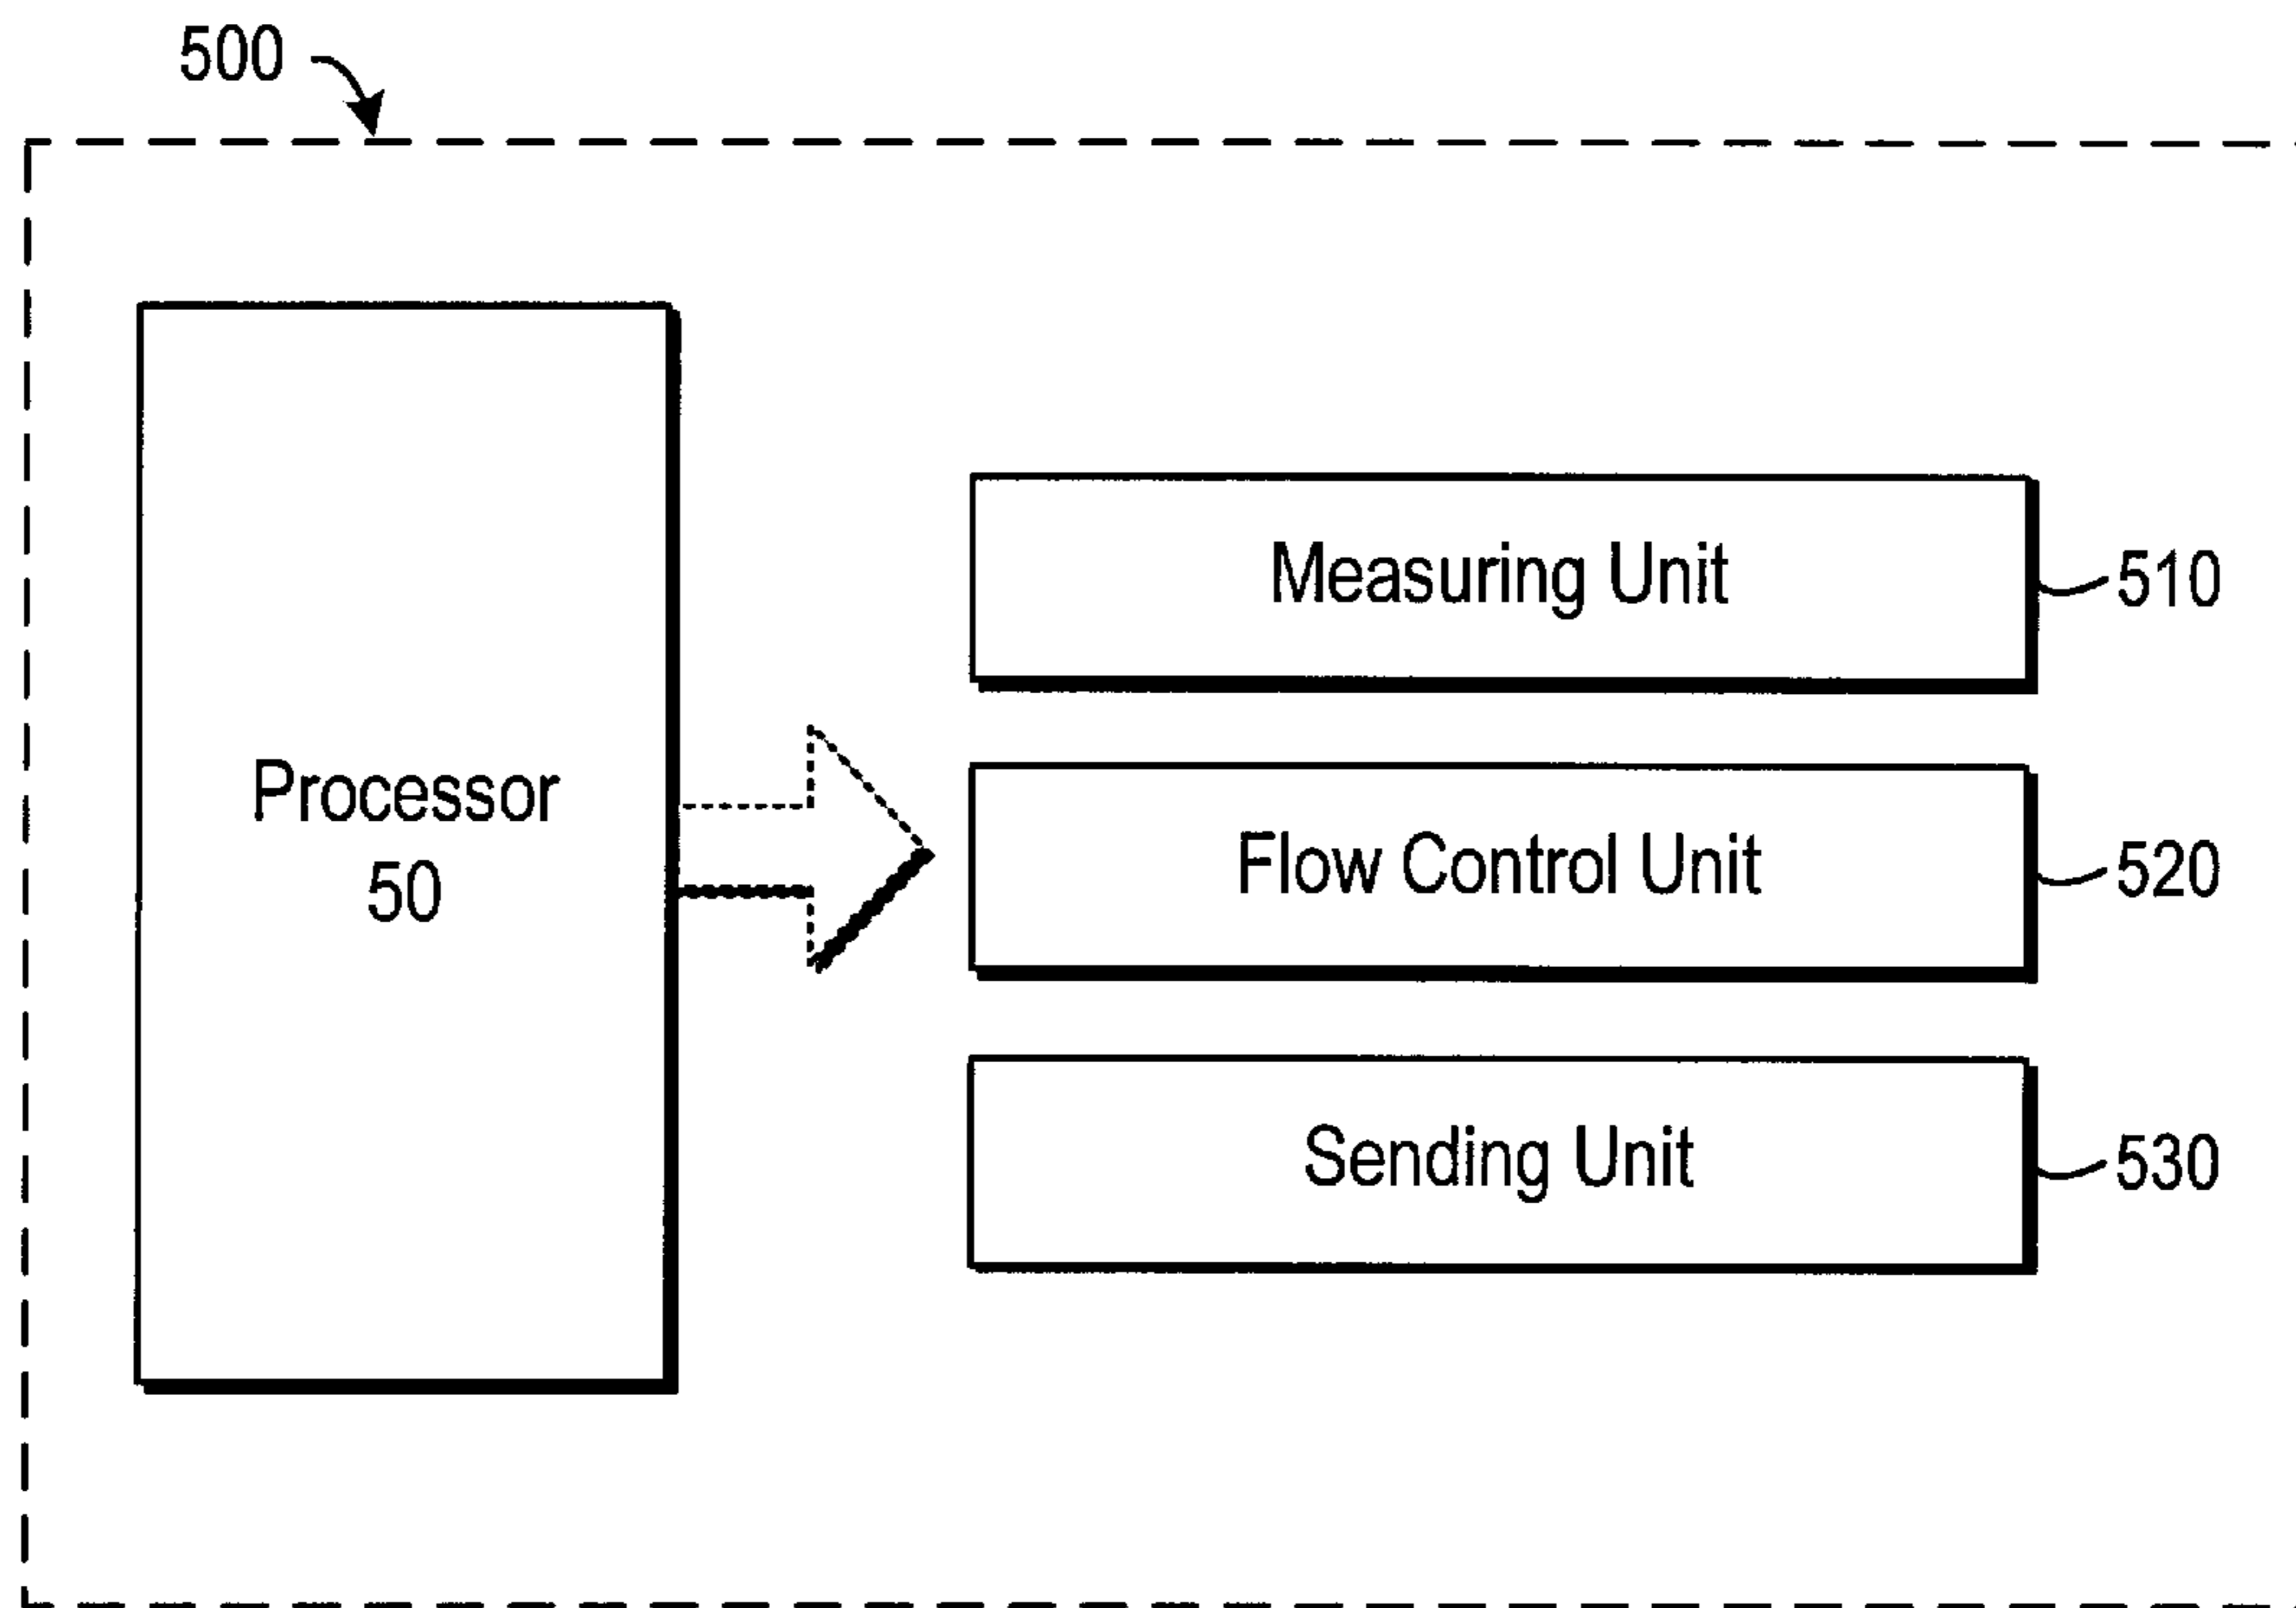 500
Processor
50
Measuring Unit
510
Flow Control Unit
520
Sending Unit
530